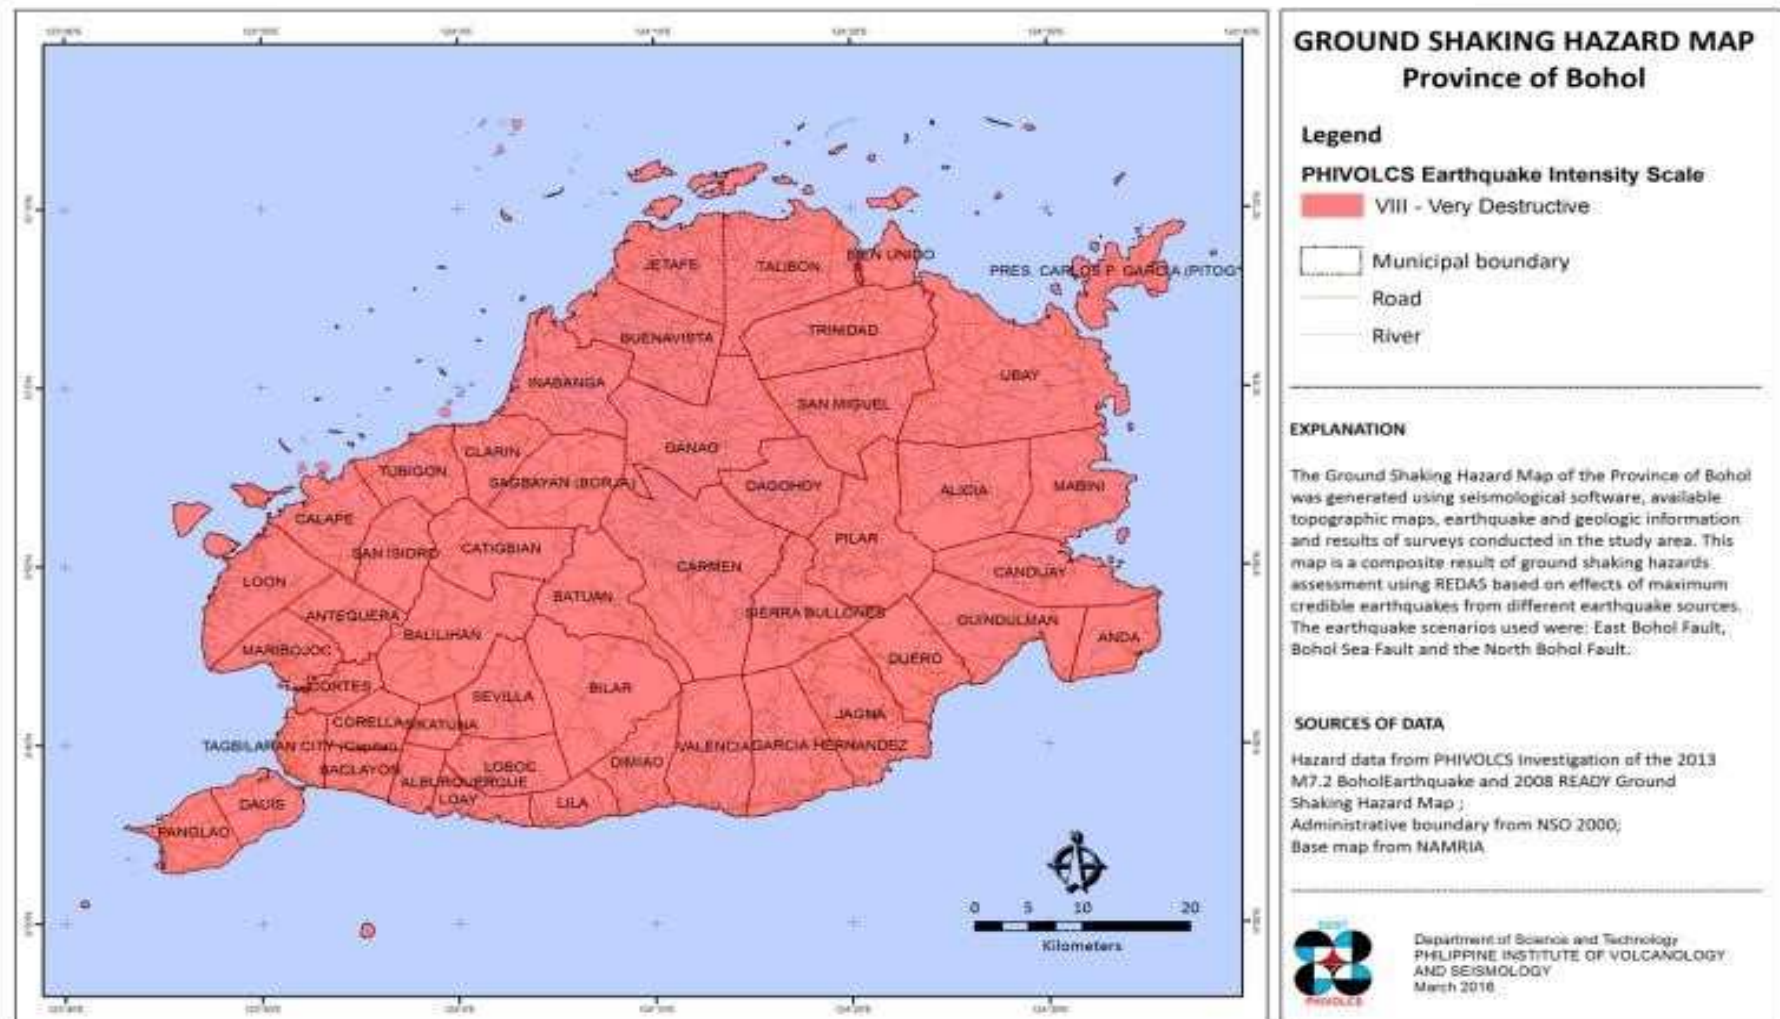 GROUND SHAKING HAZARD MAP
Province of Bohol
Legend
PHIVOLCS Earthquake Intensity Scale
VIII - Very Destructive
Municipal boundary
Road
River
EXPLANATION
The Ground Shaking Hazard Map of the Province of Bohol
was generated using seismological software, available
topographic maps, earthquake and geologic information
and results of surveys conducted in the study area. This
map is a composite result of ground shaking hazards
assessment using REDAS based on effects of maximum
credible earthquakes from different earthquake sources.
The earthquake scenarios used were: East Bohol Fault,
Bohol Sea Fault and the North Bohol Fault.
SOURCES OF DATA
Hazard data from PHIVOLCS Investigation of the 2013
M7.2 BoholEarthquake and 2008 READY Ground
Shaking Hazard Map ;
Administrative boundary from NSO 2000;
Base map from NAMRIA
DOST
PHIVOLCS
Department of Science and Technology
PHILIPPINE INSTITUTE OF VOLCANOLOGY
AND SEISMOLOGY
March 2016
JETAFE
TALIBON
BIEN UNIDO
PRES. CARLOS P. GARCIA (PITOG
BUENAVISTA
TRINIDAD
INABANGA
UBAY
SAN MIGUEL
DANAO
CLARIN
TUBIGON
SAGBAYAN (BORJA)
DAGOHOY
ALICIA
MABINI
CALAPE
SAN ISIDRO
CATIGBIAN
PILAR
CARMEN
CANDIJAY
LOON
BATUAN
ANTEQUERA
SIERRA BULLONES
GUINDULMAN
BALILIHAN
ANDA
MARIBOJOC
DUERO
CORTES
SEVILLA
BILAR
JAGNA
CORELLA
SIKATUNA
TAGBILARAN CITY (Capital)
VALENCIA
GARCIA HERNANDEZ
BACLAYON
LOBOC
DIMIAO
ALBURQUERQUE
LOAY
LILA
DAUIS
PANGLAO
0 5 10 20
Kilometers